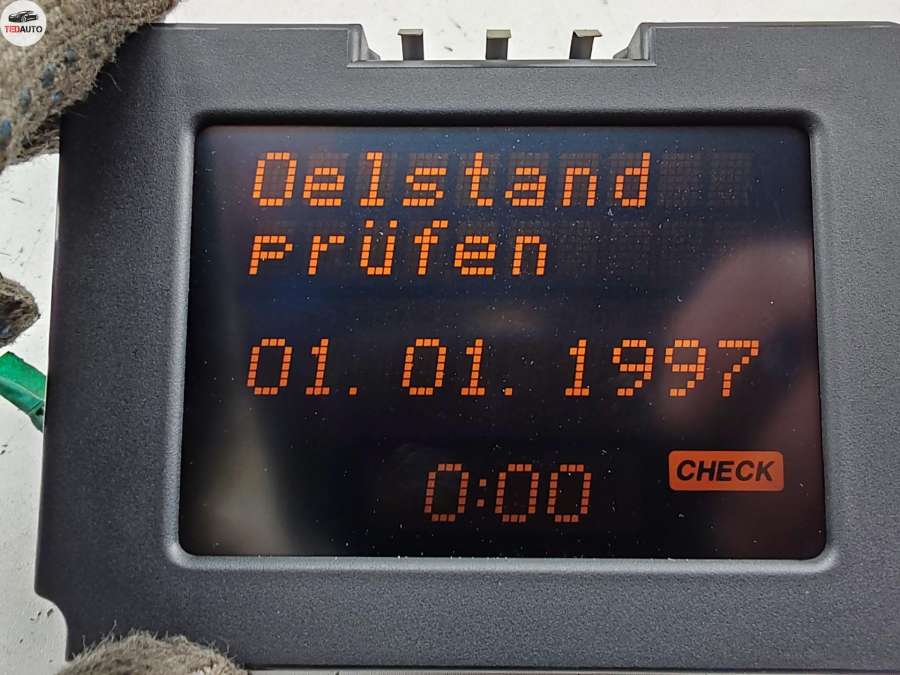 TEDAUTO
Oelstand
prüfen
01.01.1997
0:00
CHECK